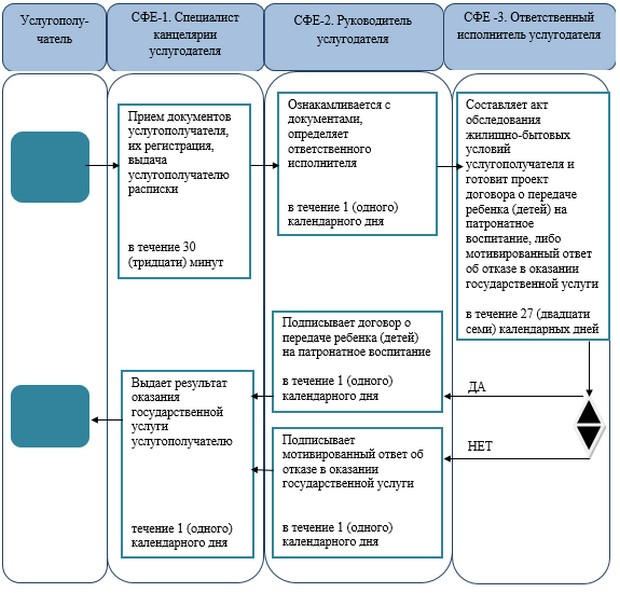 Услугополу-
чатель
СФЕ-1. Специалист
канцелярии
услугодателя
СФЕ-2. Руководитель
услугодателя
СФЕ -3. Ответственный
исполнитель услугодателя
Прием документов
услугополучателя,
их регистрация,
выдача
услугополучателю
расписки
в течение 30
(тридцати) минут
Ознакамливается с
документами,
определяет
ответственного
исполнителя
в течение 1 (одного)
календарного дня
Составляет акт
обследования
жилищно-бытовых
условий
услугополучателя и
готовит проект
договора о передаче
ребенка (детей) на
патронатное
воспитание, либо
мотивированный ответ
об отказе в оказании
государственной услуги
в течение 27 (двадцати
семи) календарных дней
Подписывает договор о
передаче ребенка (детей)
на патронатное воспитание
в течение 1 (одного)
календарного дня
ДА
Выдает результат
оказания
государственной
услуги
услугополучателю
течение 1 (одного)
календарного дня
Подписывает
мотивированный ответ об
отказе в оказании
государственной услуги
в течение 1 (одного)
календарного дня
НЕТ